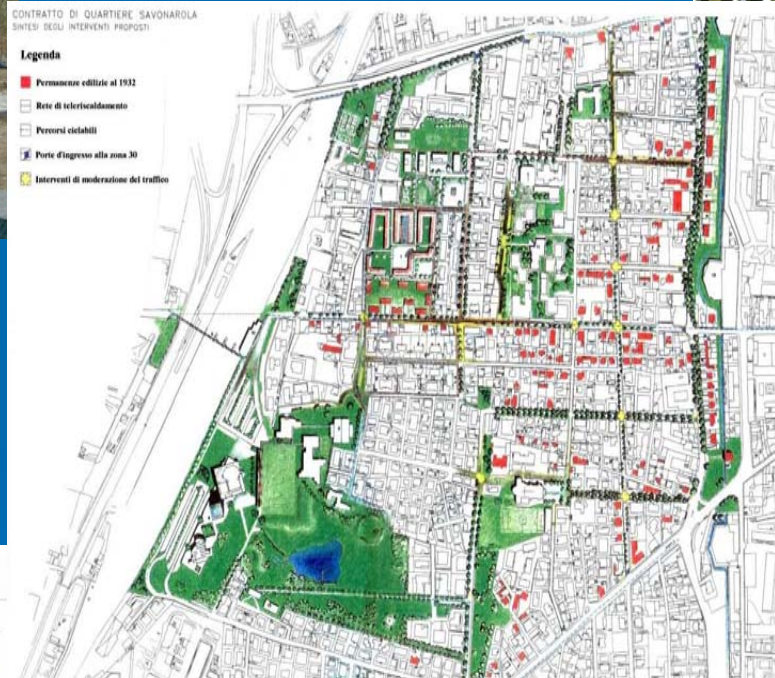 CONTRATTO DI QUARTIERE SAVONAROLA
SINTESI DEGLI INTERVENTI PROPOSTI
Legenda
Permanenze edilizie al 1932
Rete di teleriscaldamento
Percorsi ciclabili
Porte d'ingresso alla zona 30
Interventi di moderazione del traffico